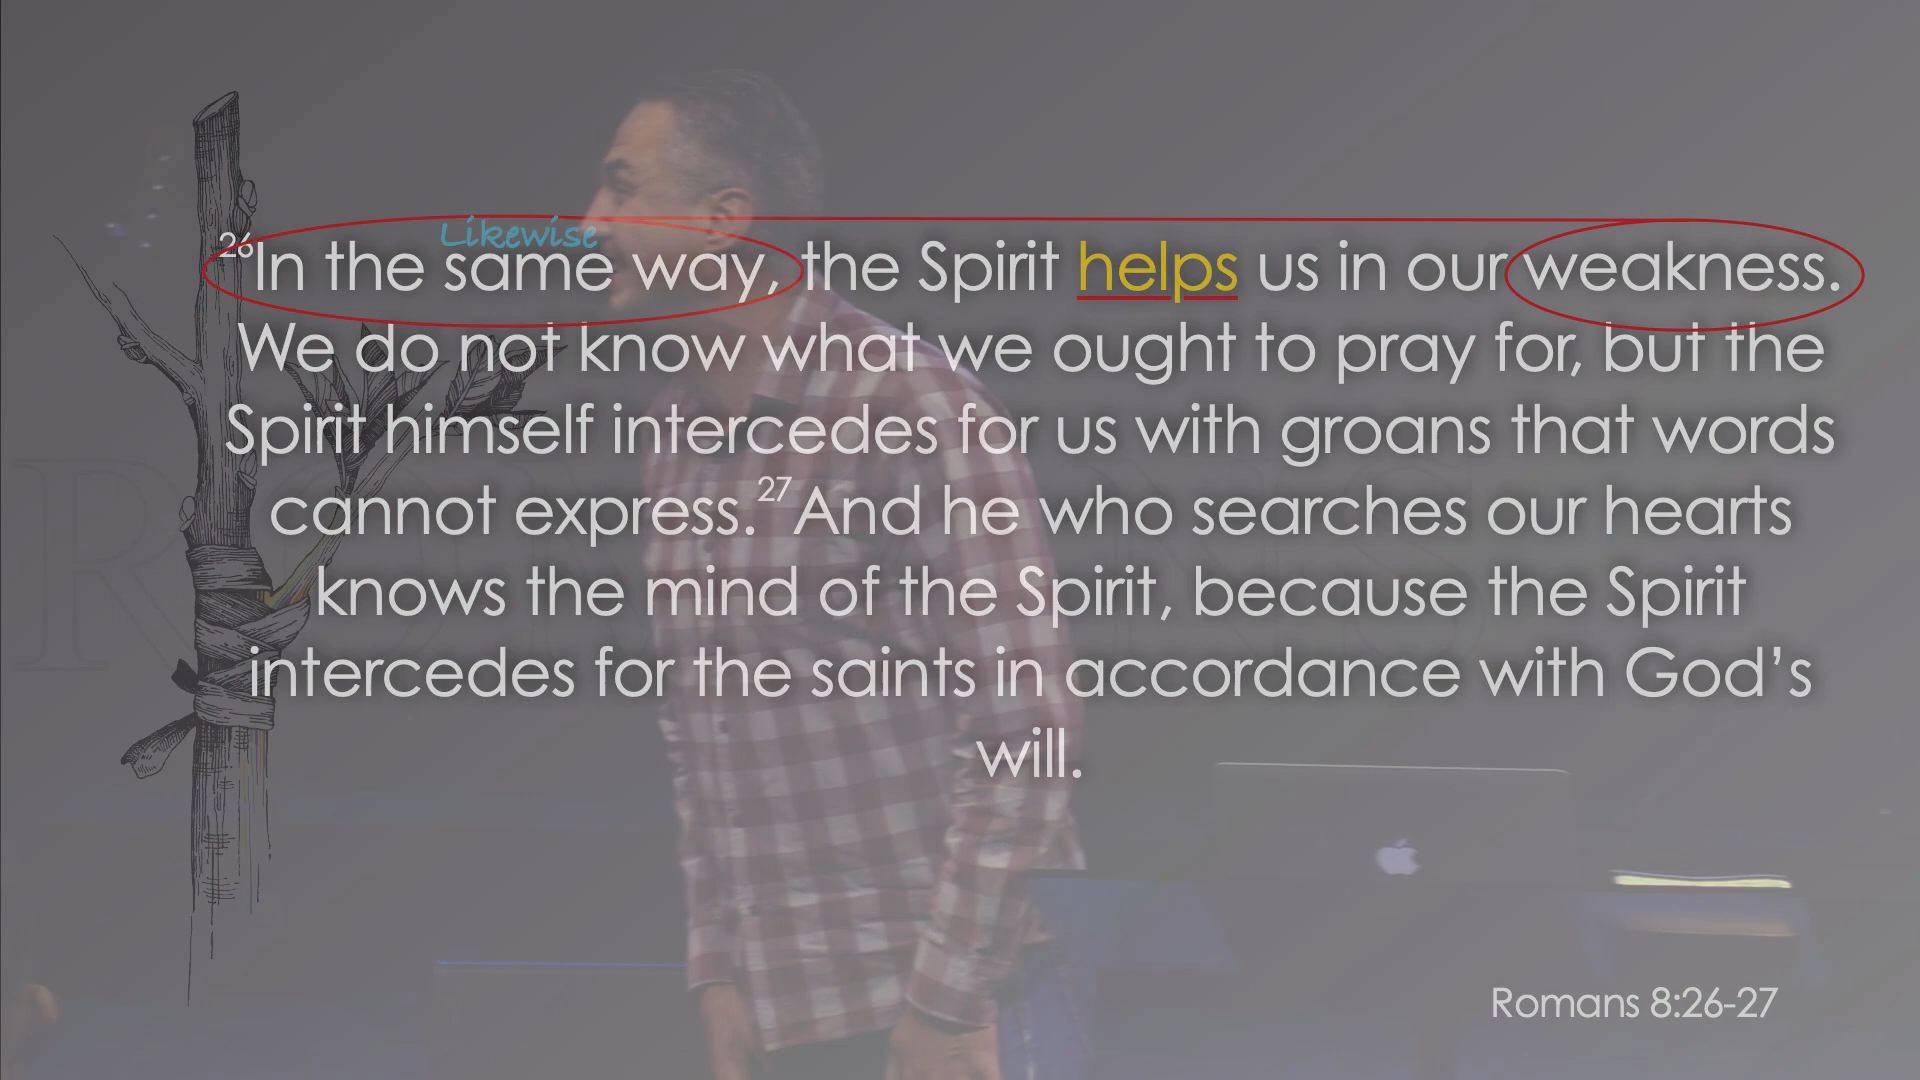 Likewise
26In the same way, the Spirit helps us in our weakness.
We do not know what we ought to pray for, but the
Spirit himself intercedes for us with groans that words
cannot express. 27And he who searches our hearts
knows the mind of the Spirit, because the Spirit
intercedes for the saints in accordance with God’s
will.
ROMANS
Romans 8:26-27